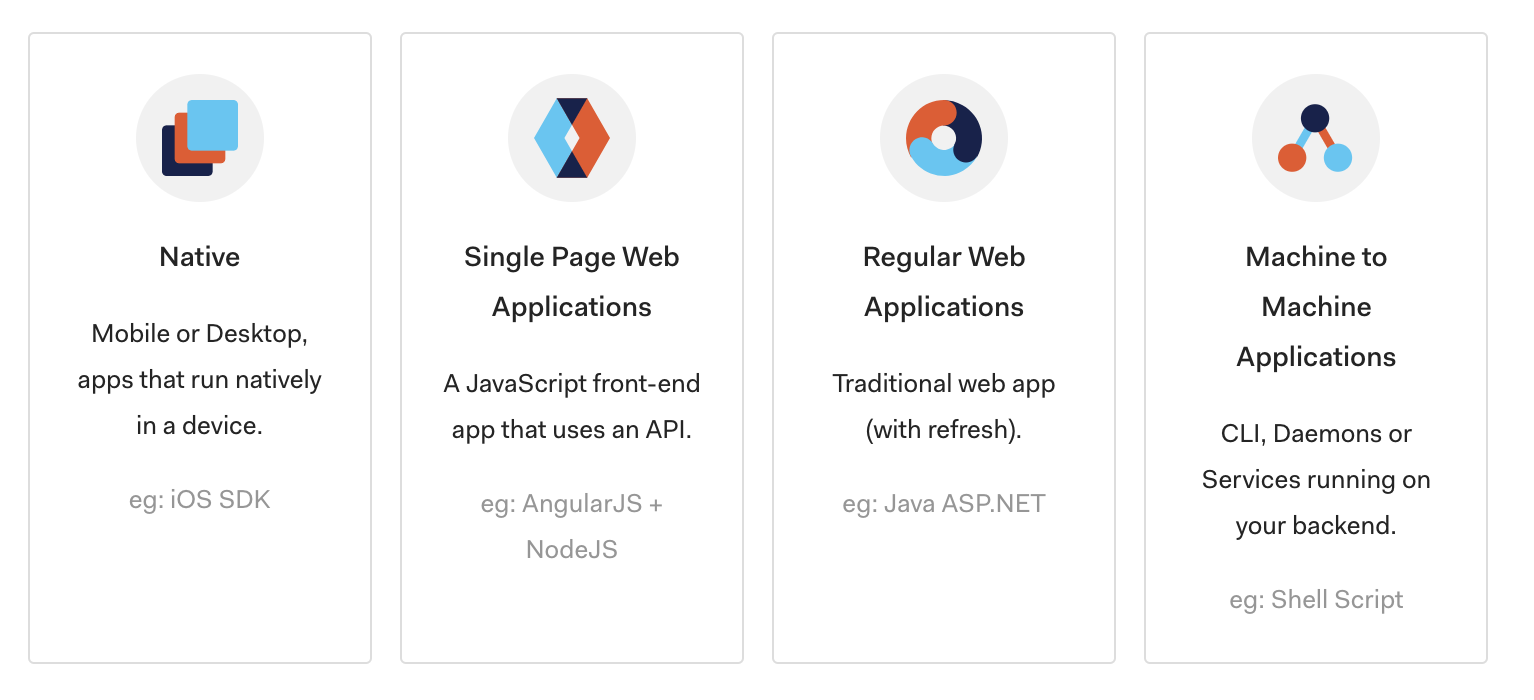 Native
Mobile or Desktop,
apps that run natively
in a device.
eg: iOS SDK
Single Page Web
Applications
A JavaScript front-end
app that uses an API.
eg: AngularJS +
NodeJS
Regular Web
Applications
Traditional web app
(with refresh).
eg: Java ASP.NET
Machine to
Machine
Applications
CLI, Daemons or
Services running on
your backend.
eg: Shell Script